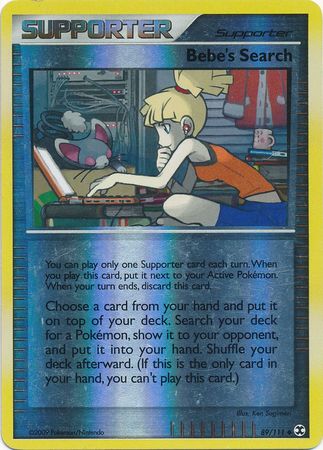 SUPPORTER
Supporter
Bebe's Search
You can play only one Supporter card each turn. When
you play this card, put it next to your Active Pokémon.
When your turn ends, discard this card.
Choose a card from your hand and put it
on top of your deck. Search your deck
for a Pokémon, show it to your opponent,
and put it into your hand. Shuffle your
deck afterward. (If this is the only card in
your hand, you can't play this card.)
Illus. Ken Sugimori
©2009 Pokémon/Nintendo
89/111